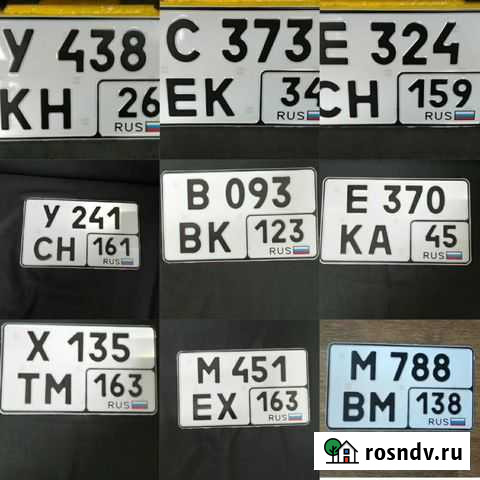 У 438
КН 26
RUS
С 373
ЕК 34
RUS
Е 324
СН 159
RUS
У 241
СН 161
RUS
В 093
ВК 123
RUS
Е 370
КА 45
RUS
Х 135
ТМ 163
RUS
М 451
ЕХ 163
RUS
М 788
ВМ 138
RUS
rosndv.ru